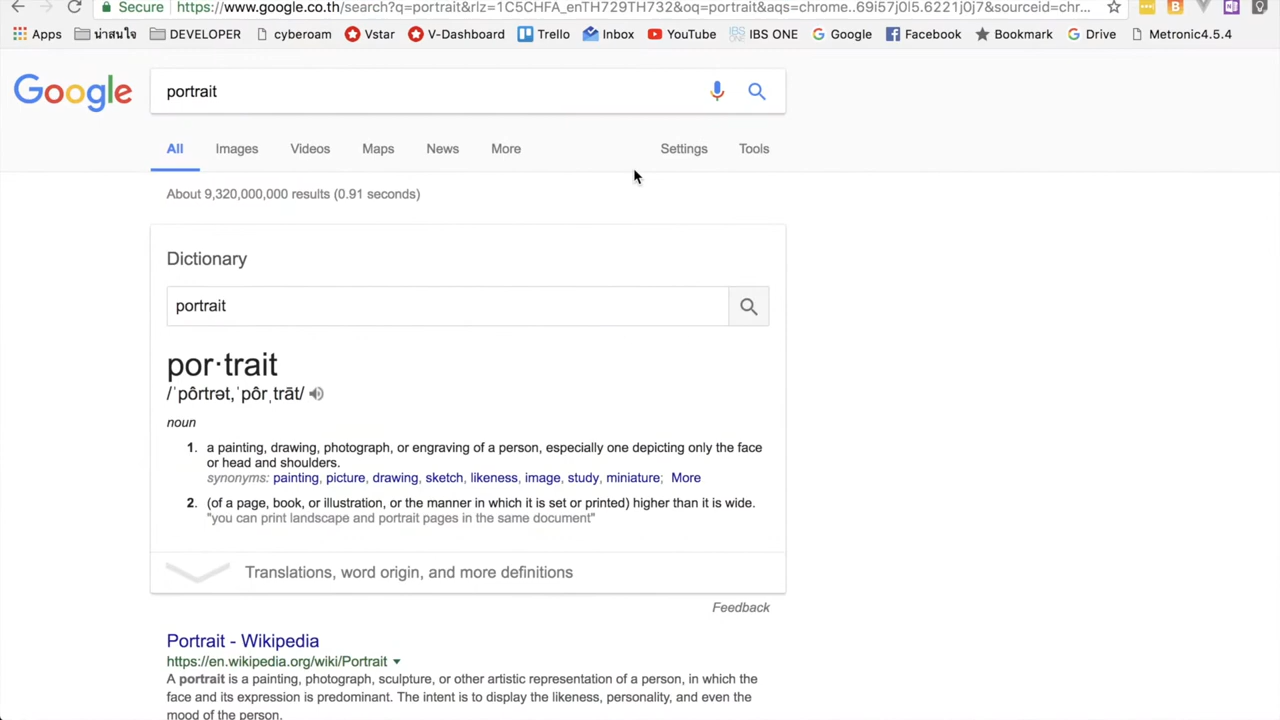 Secure https://www.google.co.th/search?q=portrait&rlz=1C5CHFA_enTH729TH732&oq=portrait&aqs=chrome..69i57j0l5.6221j0j7&sourceid=chr...
Apps น่าสนใจ DEVELOPER cyberoam Vstar V-Dashboard Trello Inbox YouTube IBS ONE Google Facebook Bookmark Drive Metronic4.5.4
Google portrait
All Images Videos Maps News More Settings Tools
About 9,320,000,000 results (0.91 seconds)
Dictionary
portrait
por·trait
/ˈpôrtrət,ˈpôrˌtrāt/
noun
1. a painting, drawing, photograph, or engraving of a person, especially one depicting only the face
or head and shoulders.
synonyms: painting, picture, drawing, sketch, likeness, image, study, miniature; More
2. (of a page, book, or illustration, or the manner in which it is set or printed) higher than it is wide.
"you can print landscape and portrait pages in the same document"
Translations, word origin, and more definitions
Feedback
Portrait - Wikipedia
https://en.wikipedia.org/wiki/Portrait
A portrait is a painting, photograph, sculpture, or other artistic representation of a person, in which the
face and its expression is predominant. The intent is to display the likeness, personality, and even the
mood of the person.